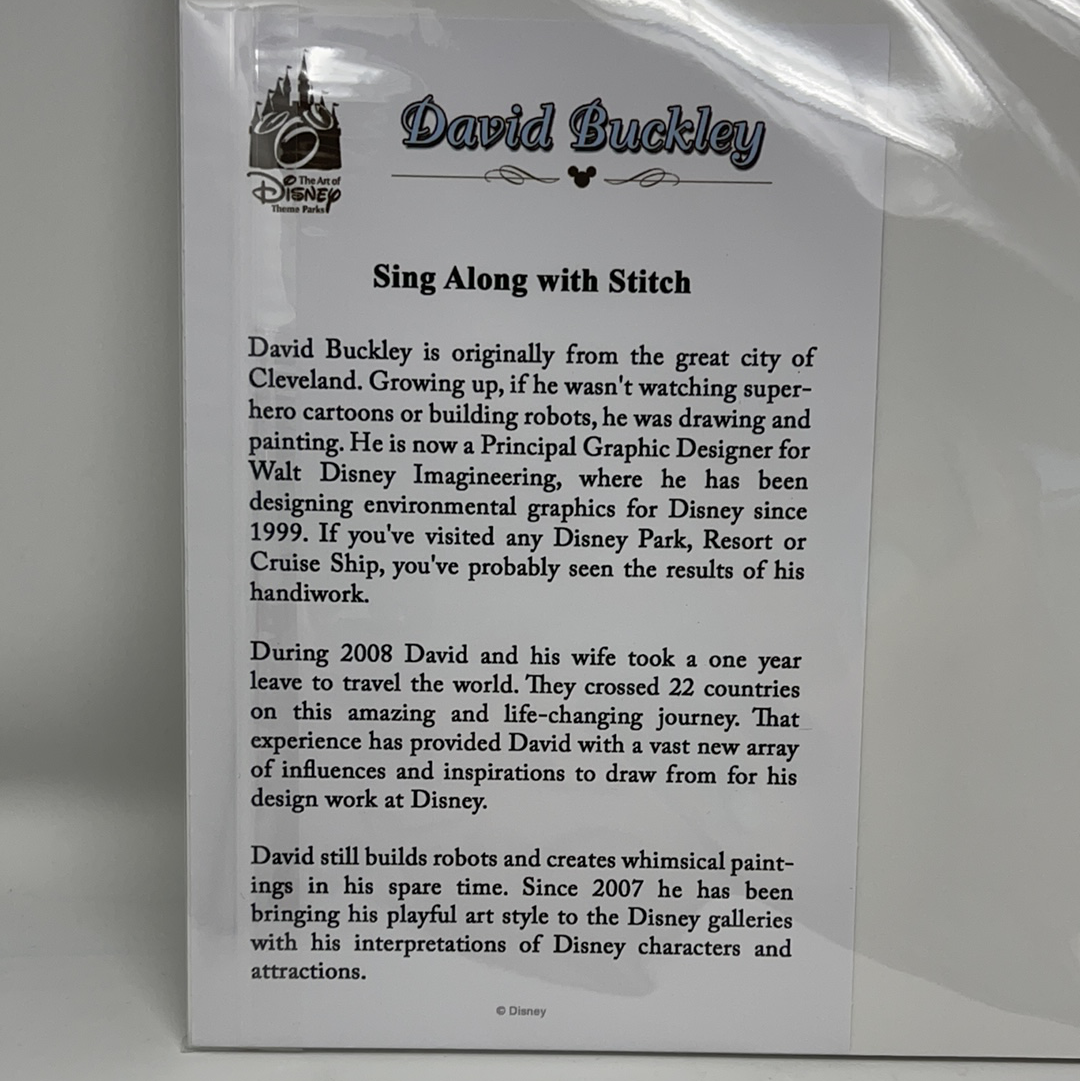 David Buckley
The Art of
Disney
Theme Parks
Sing Along with Stitch
David Buckley is originally from the great city of
Cleveland. Growing up, if he wasn't watching super-
hero cartoons or building robots, he was drawing and
painting. He is now a Principal Graphic Designer for
Walt Disney Imagineering, where he has been
designing environmental graphics for Disney since
1999. If you've visited any Disney Park, Resort or
Cruise Ship, you've probably seen the results of his
handiwork.
During 2008 David and his wife took a one year
leave to travel the world. They crossed 22 countries
on this amazing and life-changing journey. That
experience has provided David with a vast new array
of influences and inspirations to draw from for his
design work at Disney.
David still builds robots and creates whimsical paint-
ings in his spare time. Since 2007 he has been
bringing his playful art style to the Disney galleries
with his interpretations of Disney characters and
attractions.
© Disney